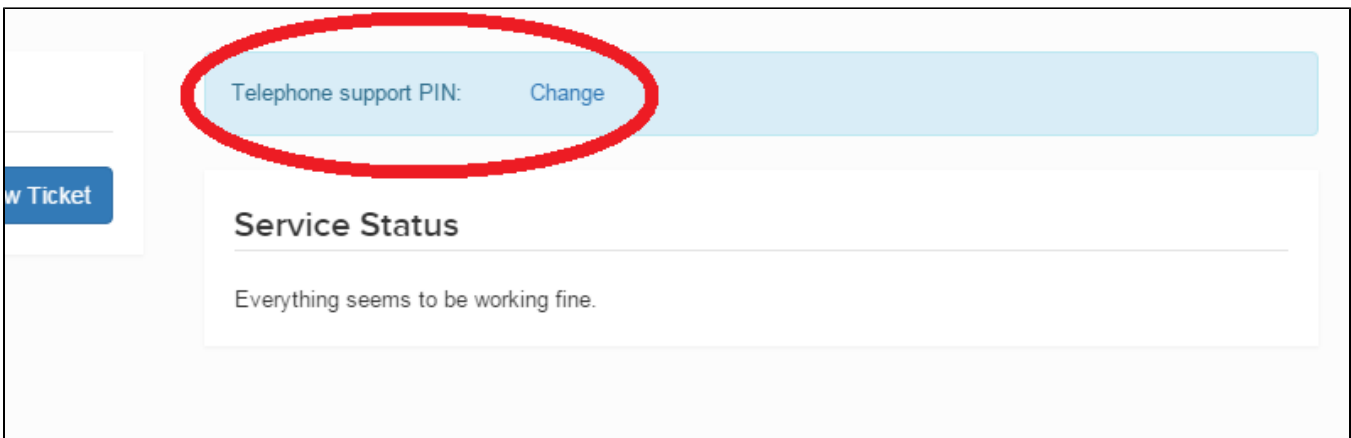 Telephone support PIN: Change
w Ticket
Service Status
Everything seems to be working fine.